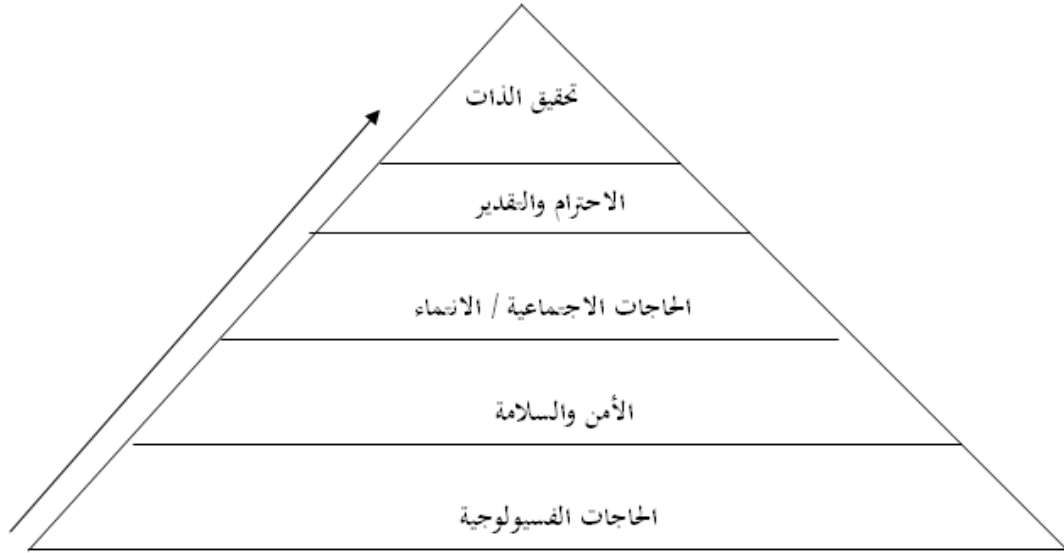 تحقيق الذات
الاحترام والتقدير
الحاجات الاجتماعية / الانتماء
الأمن والسلامة
الحاجات الفسيولوجية